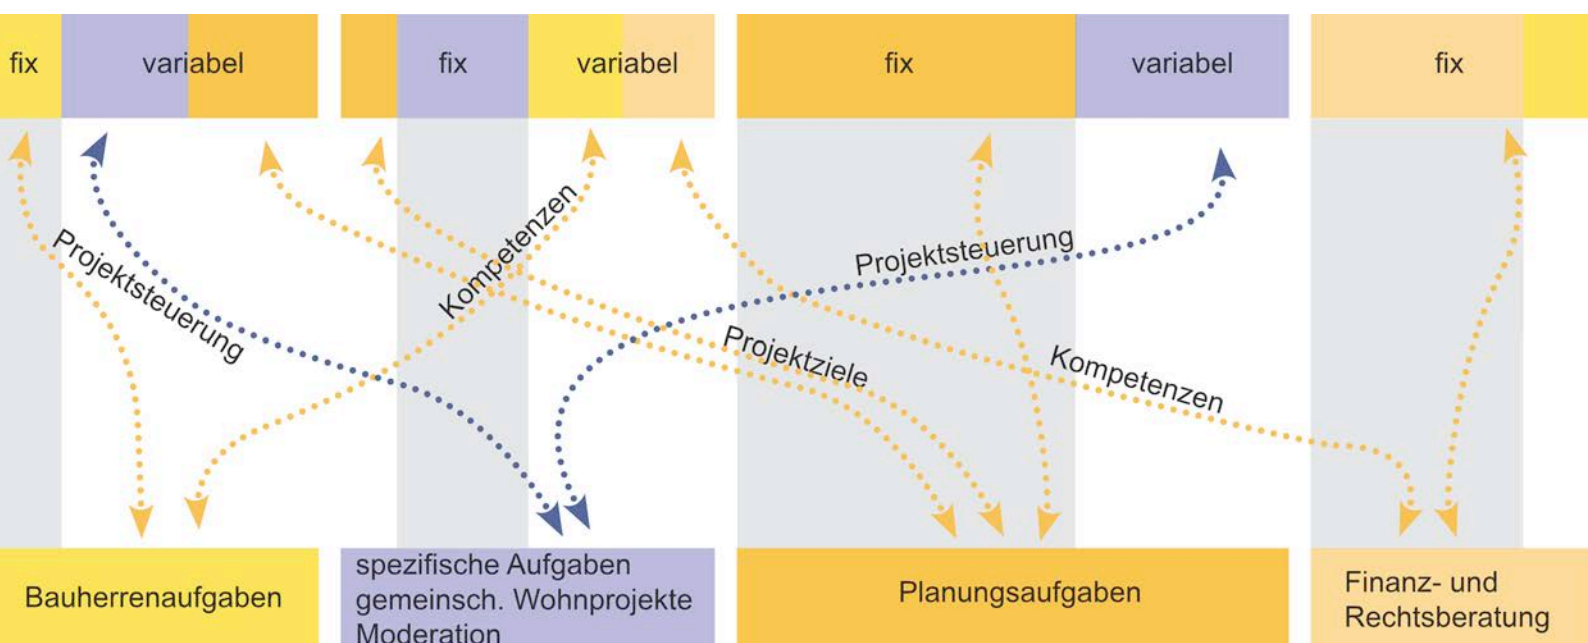 fix
variabel
fix
variabel
fix
variabel
fix
Projektsteuerung
Kompetenzen
Projektsteuerung
Projektziele
Kompetenzen
Bauherrenaufgaben
spezifische Aufgaben
gemeinsch. Wohnprojekte
Moderation
Planungsaufgaben
Finanz- und
Rechtsberatung